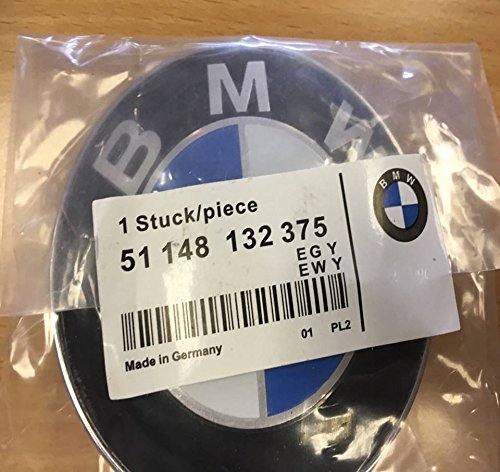 BMW
1 Stuck/piece
51 148 132 375
EGY
EWY
Made in Germany
01 PL2
BMW